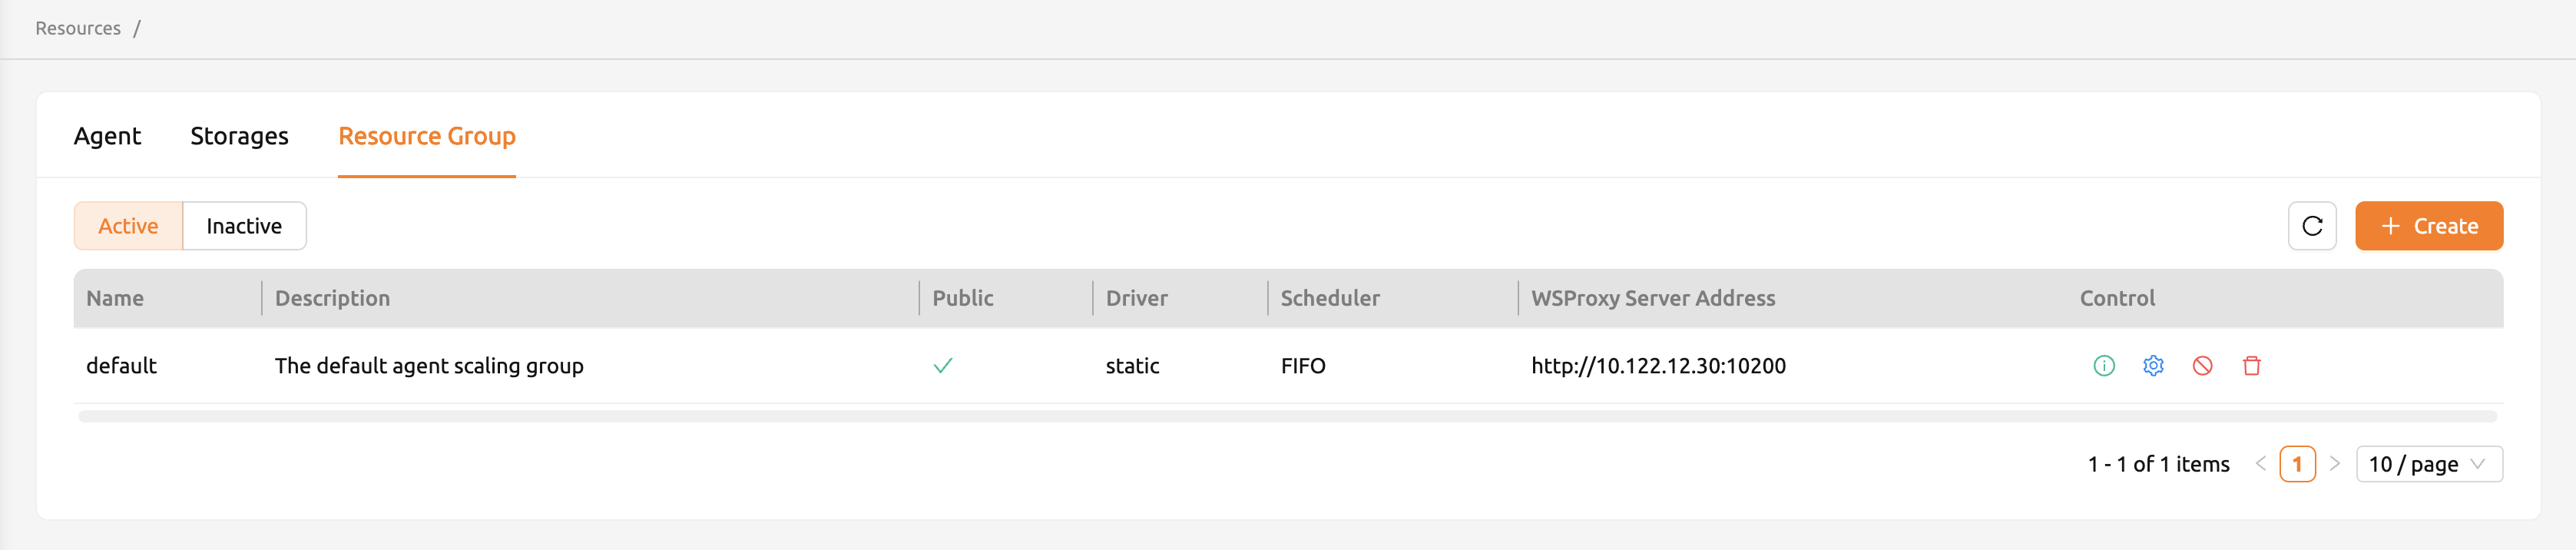 Resources /
Agent Storages Resource Group
Active Inactive Create
Name Description Public Driver Scheduler WSProxy Server Address Control
default The default agent scaling group static FIFO http://10.122.12.30:10200
1 - 1 of 1 items 1 10 / page